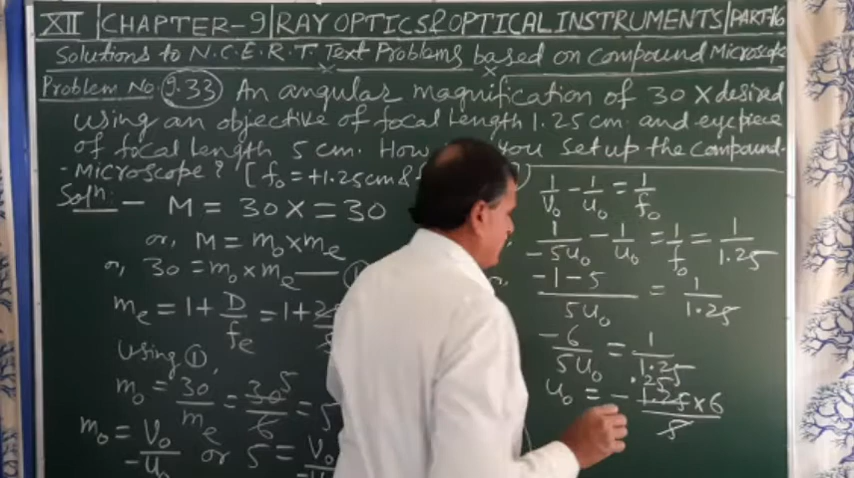 XII | CHAPTER-9 | RAY OPTICS & OPTICAL INSTRUMENTS | PART-16
Solutions to N.C.E.R.T. Text Problems based on Compound Microscope
Problem No. 9.33) An angular magnification of 30 X desired
using an objective of focal length 1.25 cm and eyepiece
of focal length 5 cm. How you set up the compound-
-Microscope? [f₀ = +1.25cm &
Soln: — M = 30 X = 30
or, M = m₀ × mₑ
or, 30 = m₀ × mₑ —
mₑ = 1 + D/fₑ = 1 +
Using ①,
m₀ = 30/mₑ = 30/6 = 5
m₀ = V₀/-u₀ or 5 = V₀
1/V₀ - 1/u₀ = 1/f₀
1/-5u₀ - 1/u₀ = 1/f₀ = 1/1.25
-1-5/5u₀ = 1/1.25
-6/5u₀ = 1/1.25
u₀ = - 1.25 × 6/5